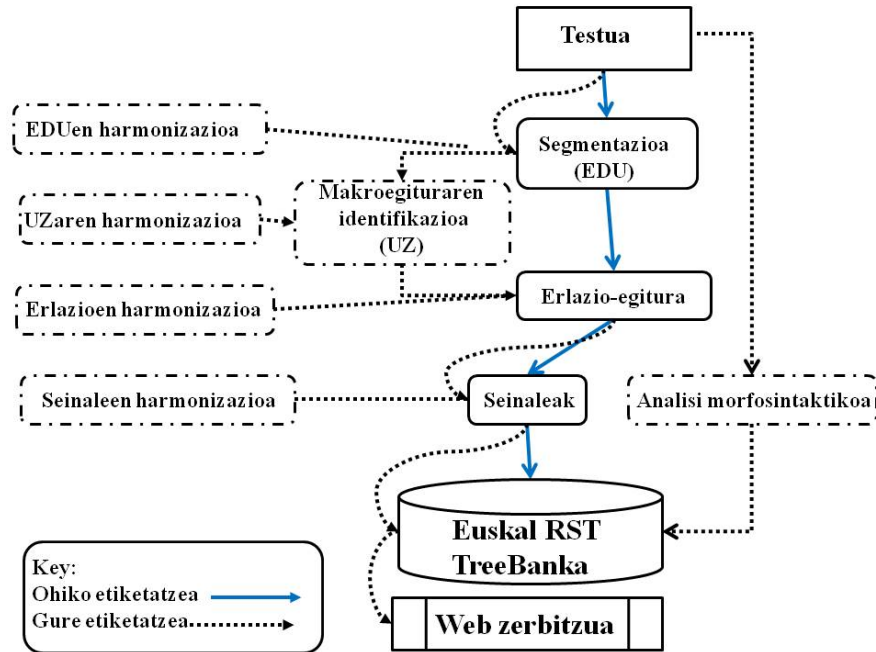 Testua
EDUen harmonizazioa
Segmentazioa
(EDU)
Makroegituraren
identifikazioa
(UZ)
UZaren harmonizazioa
Erlazioen harmonizazioa
Erlazio-egitura
Seinaleen harmonizazioa
Seinaleak
Analisi morfosintaktikoa
Euskal RST
TreeBanka
Key:
Ohiko etiketatzea
Gure etiketatzea
Web zerbitzua